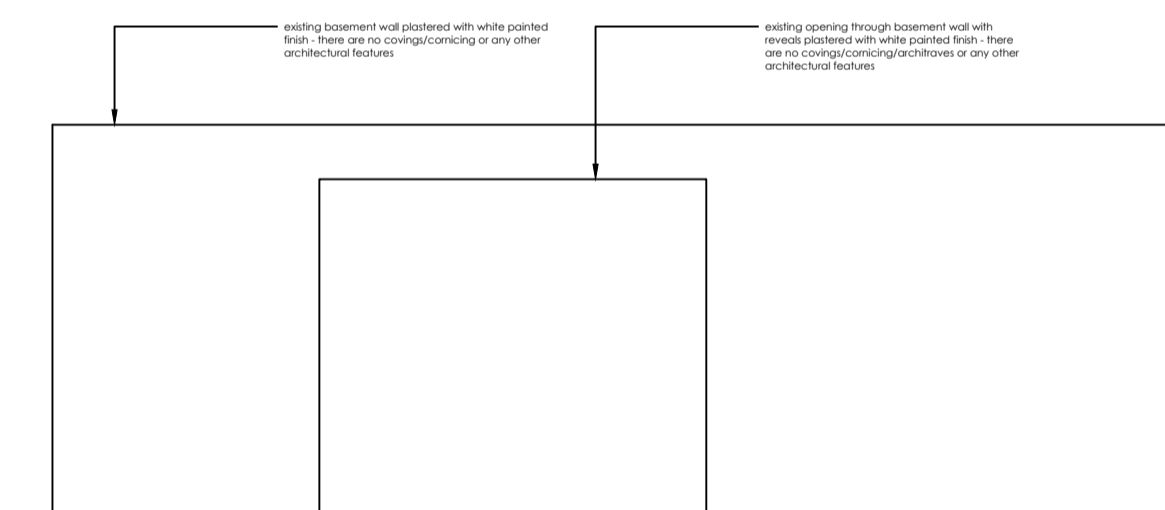 existing basement wall plastered with white painted
finish - there are no covings/cornicing or any other
architectural features
existing opening through basement wall with
reveals plastered with white painted finish - there
are no covings/cornicing/architraves or any other
architectural features